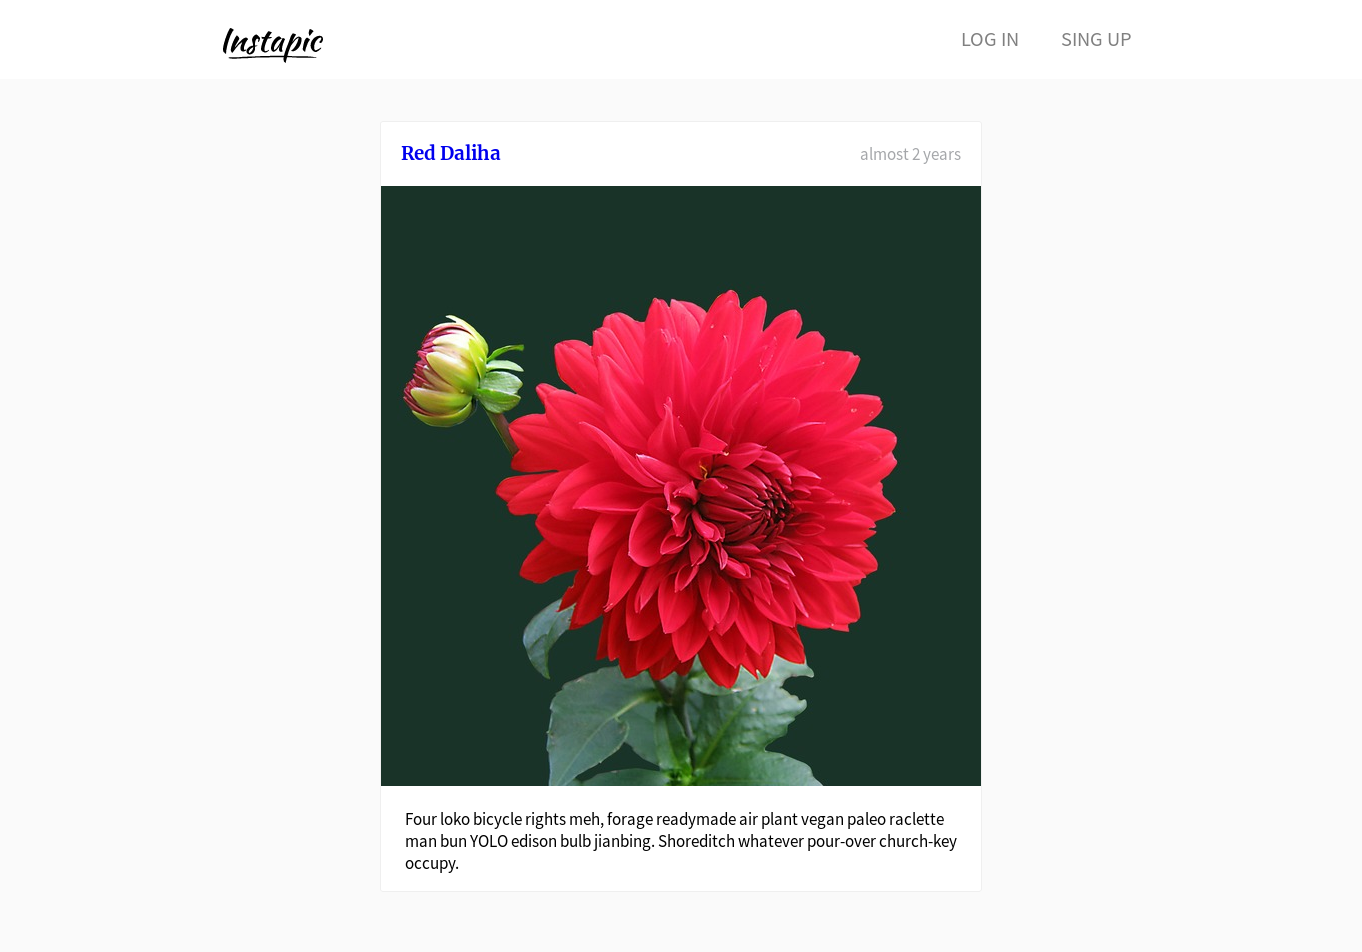 Instapic
LOG IN
SING UP
Red Daliha
almost 2 years
Four loko bicycle rights meh, forage readymade air plant vegan paleo raclette
man bun YOLO edison bulb jianbing. Shoreditch whatever pour-over church-key
occupy.